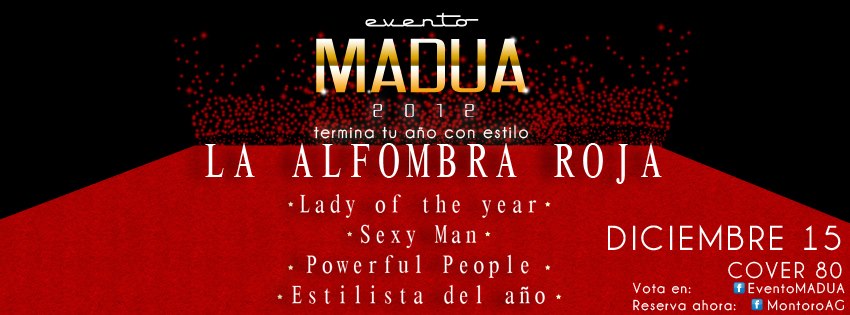 evento
MADUA
2012
termina tu año con estilo
LA ALFOMBRA ROJA
· Lady of the year ·
· Sexy Man ·
· Powerful People ·
· Estilista del año ·
DICIEMBRE 15
COVER 80
Vota en: EventoMADUA
Reserva ahora: MontoroAG